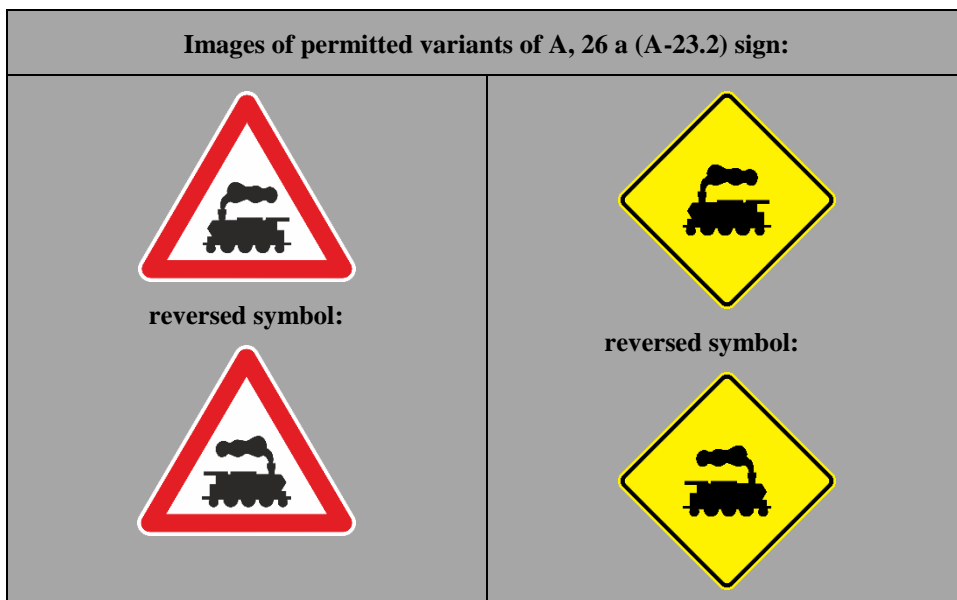 Images of permitted variants of A, 26 a (A-23.2) sign:
reversed symbol:
reversed symbol: